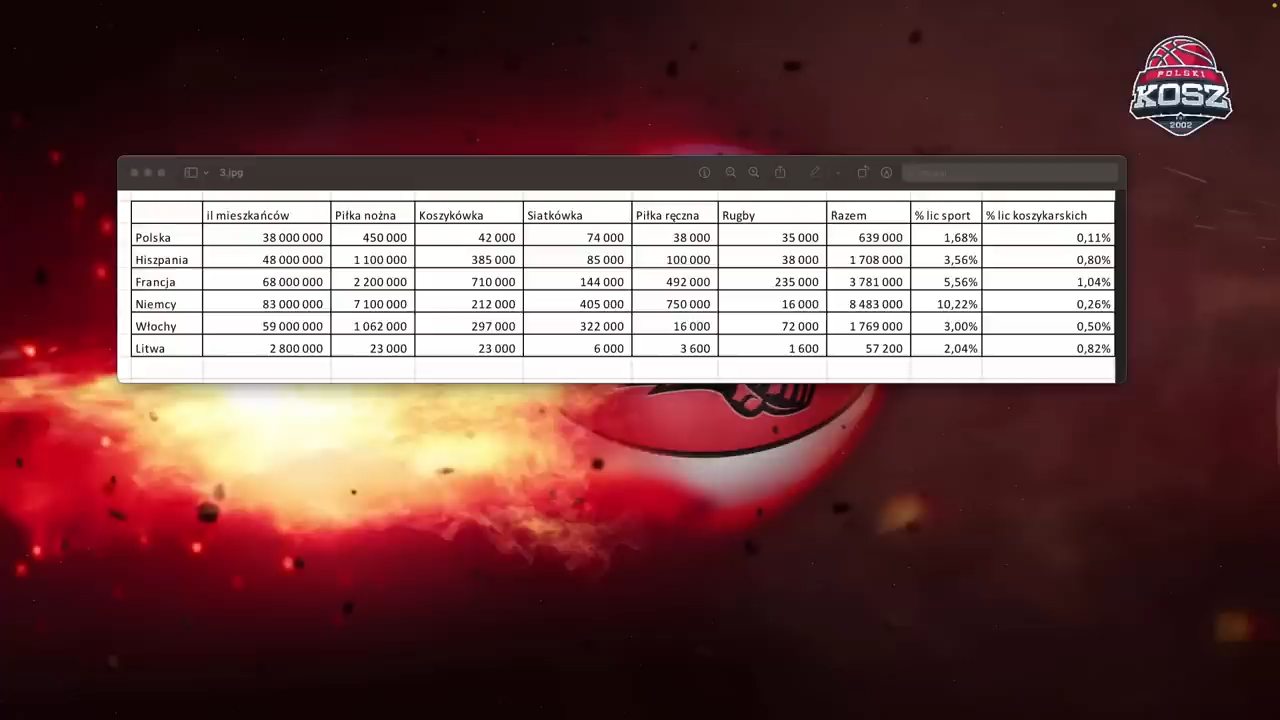 POLSKI
KOSZ
2002
3.jpg
il mieszkańców Piłka nożna Koszykówka Siatkówka Piłka ręczna Rugby Razem % lic sport % lic koszykarskich
Polska 38 000 000 450 000 42 000 74 000 38 000 35 000 639 000 1,68% 0,11%
Hiszpania 48 000 000 1 100 000 385 000 85 000 100 000 38 000 1 708 000 3,56% 0,80%
Francja 68 000 000 2 200 000 710 000 144 000 492 000 235 000 3 781 000 5,56% 1,04%
Niemcy 83 000 000 7 100 000 212 000 405 000 750 000 16 000 8 483 000 10,22% 0,26%
Włochy 59 000 000 1 062 000 297 000 322 000 16 000 72 000 1 769 000 3,00% 0,50%
Litwa 2 800 000 23 000 23 000 6 000 3 600 1 600 57 200 2,04% 0,82%